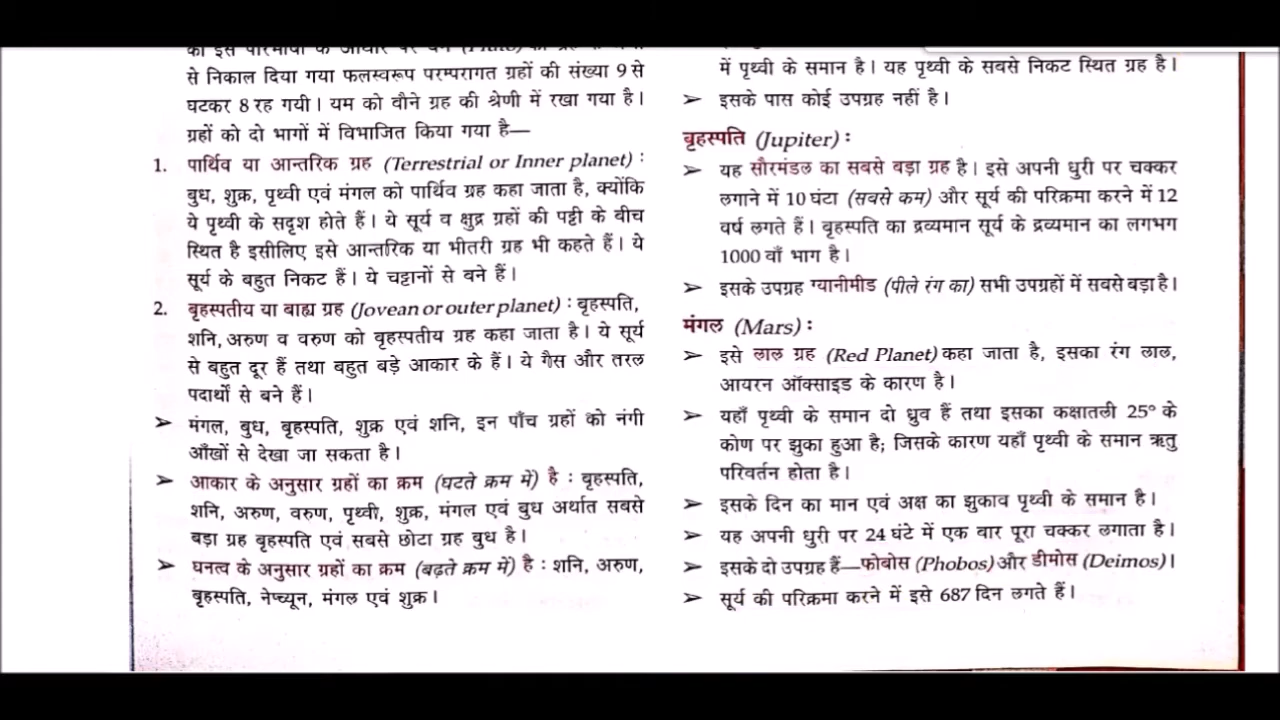 से निकाल दिया गया फलस्वरूप परम्परागत ग्रहों की संख्या 9 से
घटकर 8 रह गयी। यम को वौने ग्रह की श्रेणी में रखा गया है।
ग्रहों को दो भागों में विभाजित किया गया है—
1. पार्थिव या आन्तरिक ग्रह (Terrestrial or Inner planet) :
बुध, शुक्र, पृथ्वी एवं मंगल को पार्थिव ग्रह कहा जाता है, क्योंकि
ये पृथ्वी के सदृश होते हैं। ये सूर्य व क्षुद्र ग्रहों की पट्टी के बीच
स्थित है इसीलिए इसे आन्तरिक या भीतरी ग्रह भी कहते हैं। ये
सूर्य के बहुत निकट हैं। ये चट्टानों से बने हैं।
2. बृहस्पतीय या बाह्य ग्रह (Jovean or outer planet) : बृहस्पति,
शनि, अरुण व वरुण को बृहस्पतीय ग्रह कहा जाता है। ये सूर्य
से बहुत दूर हैं तथा बहुत बड़े आकार के हैं। ये गैस और तरल
पदार्थों से बने हैं।
➢ मंगल, बुध, बृहस्पति, शुक्र एवं शनि, इन पाँच ग्रहों को नंगी
आँखों से देखा जा सकता है।
➢ आकार के अनुसार ग्रहों का क्रम (घटते क्रम में) है : बृहस्पति,
शनि, अरुण, वरुण, पृथ्वी, शुक्र, मंगल एवं बुध अर्थात सबसे
बड़ा ग्रह बृहस्पति एवं सबसे छोटा ग्रह बुध है।
➢ घनत्व के अनुसार ग्रहों का क्रम (बढ़ते क्रम में) है : शनि, अरुण,
बृहस्पति, नेप्च्यून, मंगल एवं शुक्र।
में पृथ्वी के समान है। यह पृथ्वी के सबसे निकट स्थित ग्रह है।
➢ इसके पास कोई उपग्रह नहीं है।
बृहस्पति (Jupiter) :
➢ यह सौरमंडल का सबसे बड़ा ग्रह है। इसे अपनी धुरी पर चक्कर
लगाने में 10 घंटा (सबसे कम) और सूर्य की परिक्रमा करने में 12
वर्ष लगते हैं। बृहस्पति का द्रव्यमान सूर्य के द्रव्यमान का लगभग
1000 वाँ भाग है।
➢ इसके उपग्रह ग्यानीमीड (पीले रंग का) सभी उपग्रहों में सबसे बड़ा है।
मंगल (Mars) :
➢ इसे लाल ग्रह (Red Planet) कहा जाता है, इसका रंग लाल,
आयरन ऑक्साइड के कारण है।
➢ यहाँ पृथ्वी के समान दो ध्रुव हैं तथा इसका कक्षातली 25° के
कोण पर झुका हुआ है; जिसके कारण यहाँ पृथ्वी के समान ऋतु
परिवर्तन होता है।
➢ इसके दिन का मान एवं अक्ष का झुकाव पृथ्वी के समान है।
➢ यह अपनी धुरी पर 24 घंटे में एक बार पूरा चक्कर लगाता है।
➢ इसके दो उपग्रह हैं—फोबोस (Phobos) और डीमोस (Deimos)।
➢ सूर्य की परिक्रमा करने में इसे 687 दिन लगते हैं।